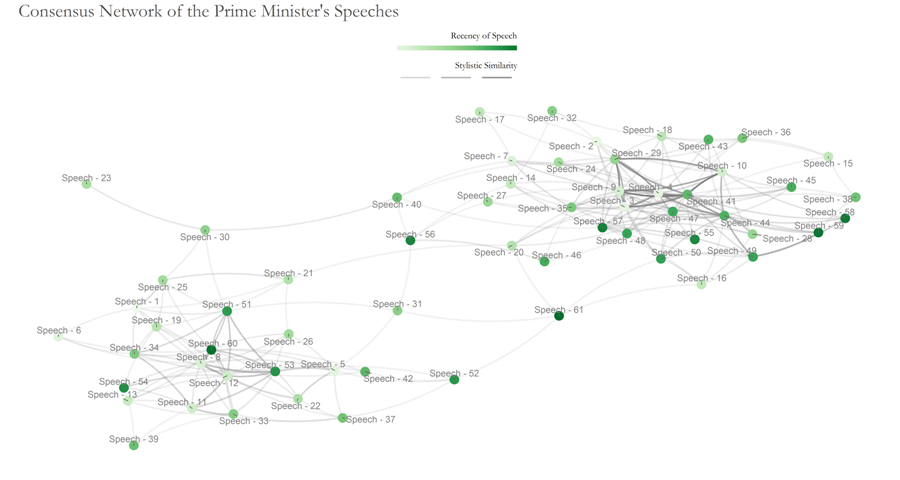 Consensus Network of the Prime Minister's Speeches
Recency of Speech
Stylistic Similarity
Speech - 17
Speech - 32
Speech - 18
Speech - 43
Speech - 36
Speech - 2
Speech - 7
Speech - 29
Speech - 15
Speech - 24
Speech - 10
Speech - 14
Speech - 23
Speech - 9
Speech - 4
Speech - 45
Speech - 27
Speech - 3
Speech - 41
Speech - 38
Speech - 40
Speech - 35
Speech - 58
Speech - 57
Speech - 47
Speech - 44
Speech - 59
Speech - 56
Speech - 30
Speech - 48
Speech - 55
Speech - 28
Speech - 20
Speech - 46
Speech - 50
Speech - 49
Speech - 21
Speech - 16
Speech - 25
Speech - 1
Speech - 51
Speech - 31
Speech - 61
Speech - 19
Speech - 6
Speech - 26
Speech - 60
Speech - 34
Speech - 8
Speech - 53
Speech - 5
Speech - 52
Speech - 42
Speech - 54
Speech - 12
Speech - 13
Speech - 11
Speech - 22
Speech - 33
Speech - 37
Speech - 39